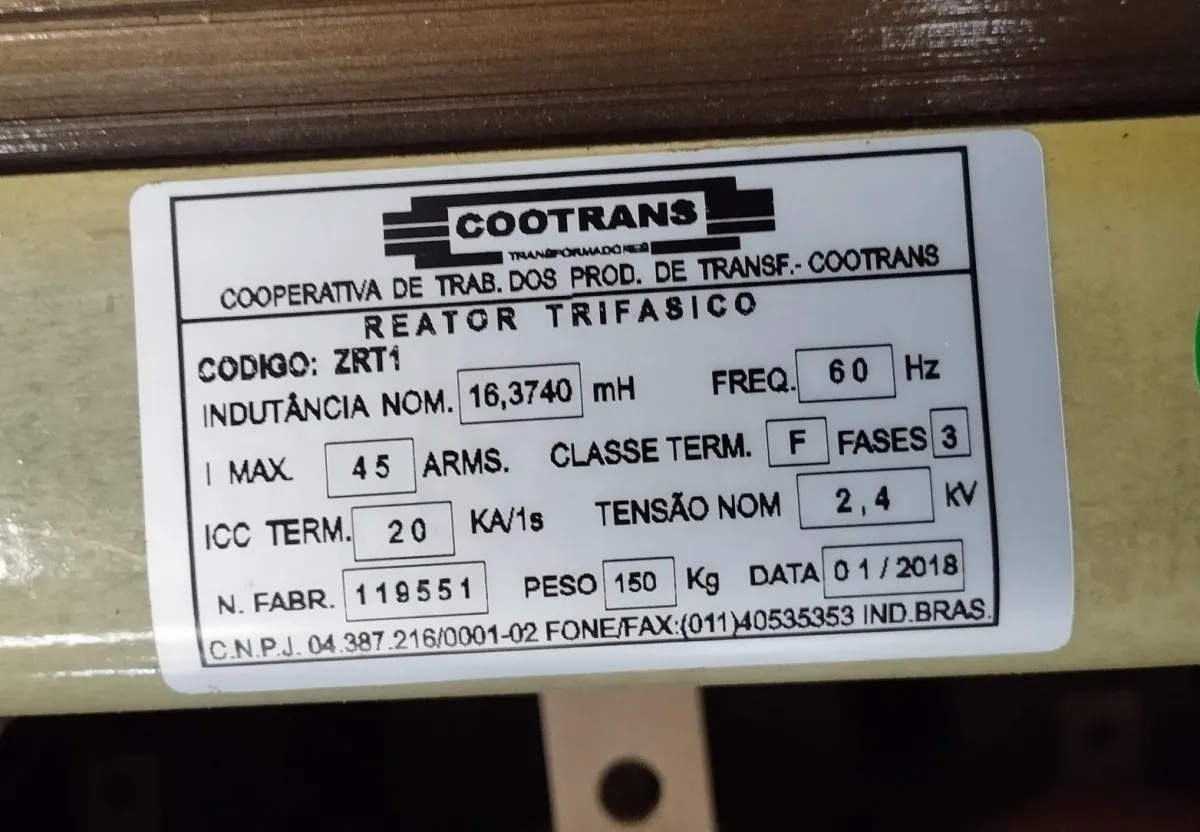 COOTRANS
TRANSFORMADORES
COOPERATIVA DE TRAB. DOS PROD. DE TRANSF.- COOTRANS
REATOR TRIFASICO
CODIGO: ZRT1
INDUTÂNCIA NOM. 16,3740 mH FREQ. 60 Hz
I MAX. 45 ARMS. CLASSE TERM. F FASES 3
ICC TERM. 20 KA/1s TENSÃO NOM 2,4 kV
N. FABR. 119551 PESO 150 Kg DATA 01/2018
C.N.P.J. 04.387.216/0001-02 FONE/FAX:(011)40535353 IND.BRAS.